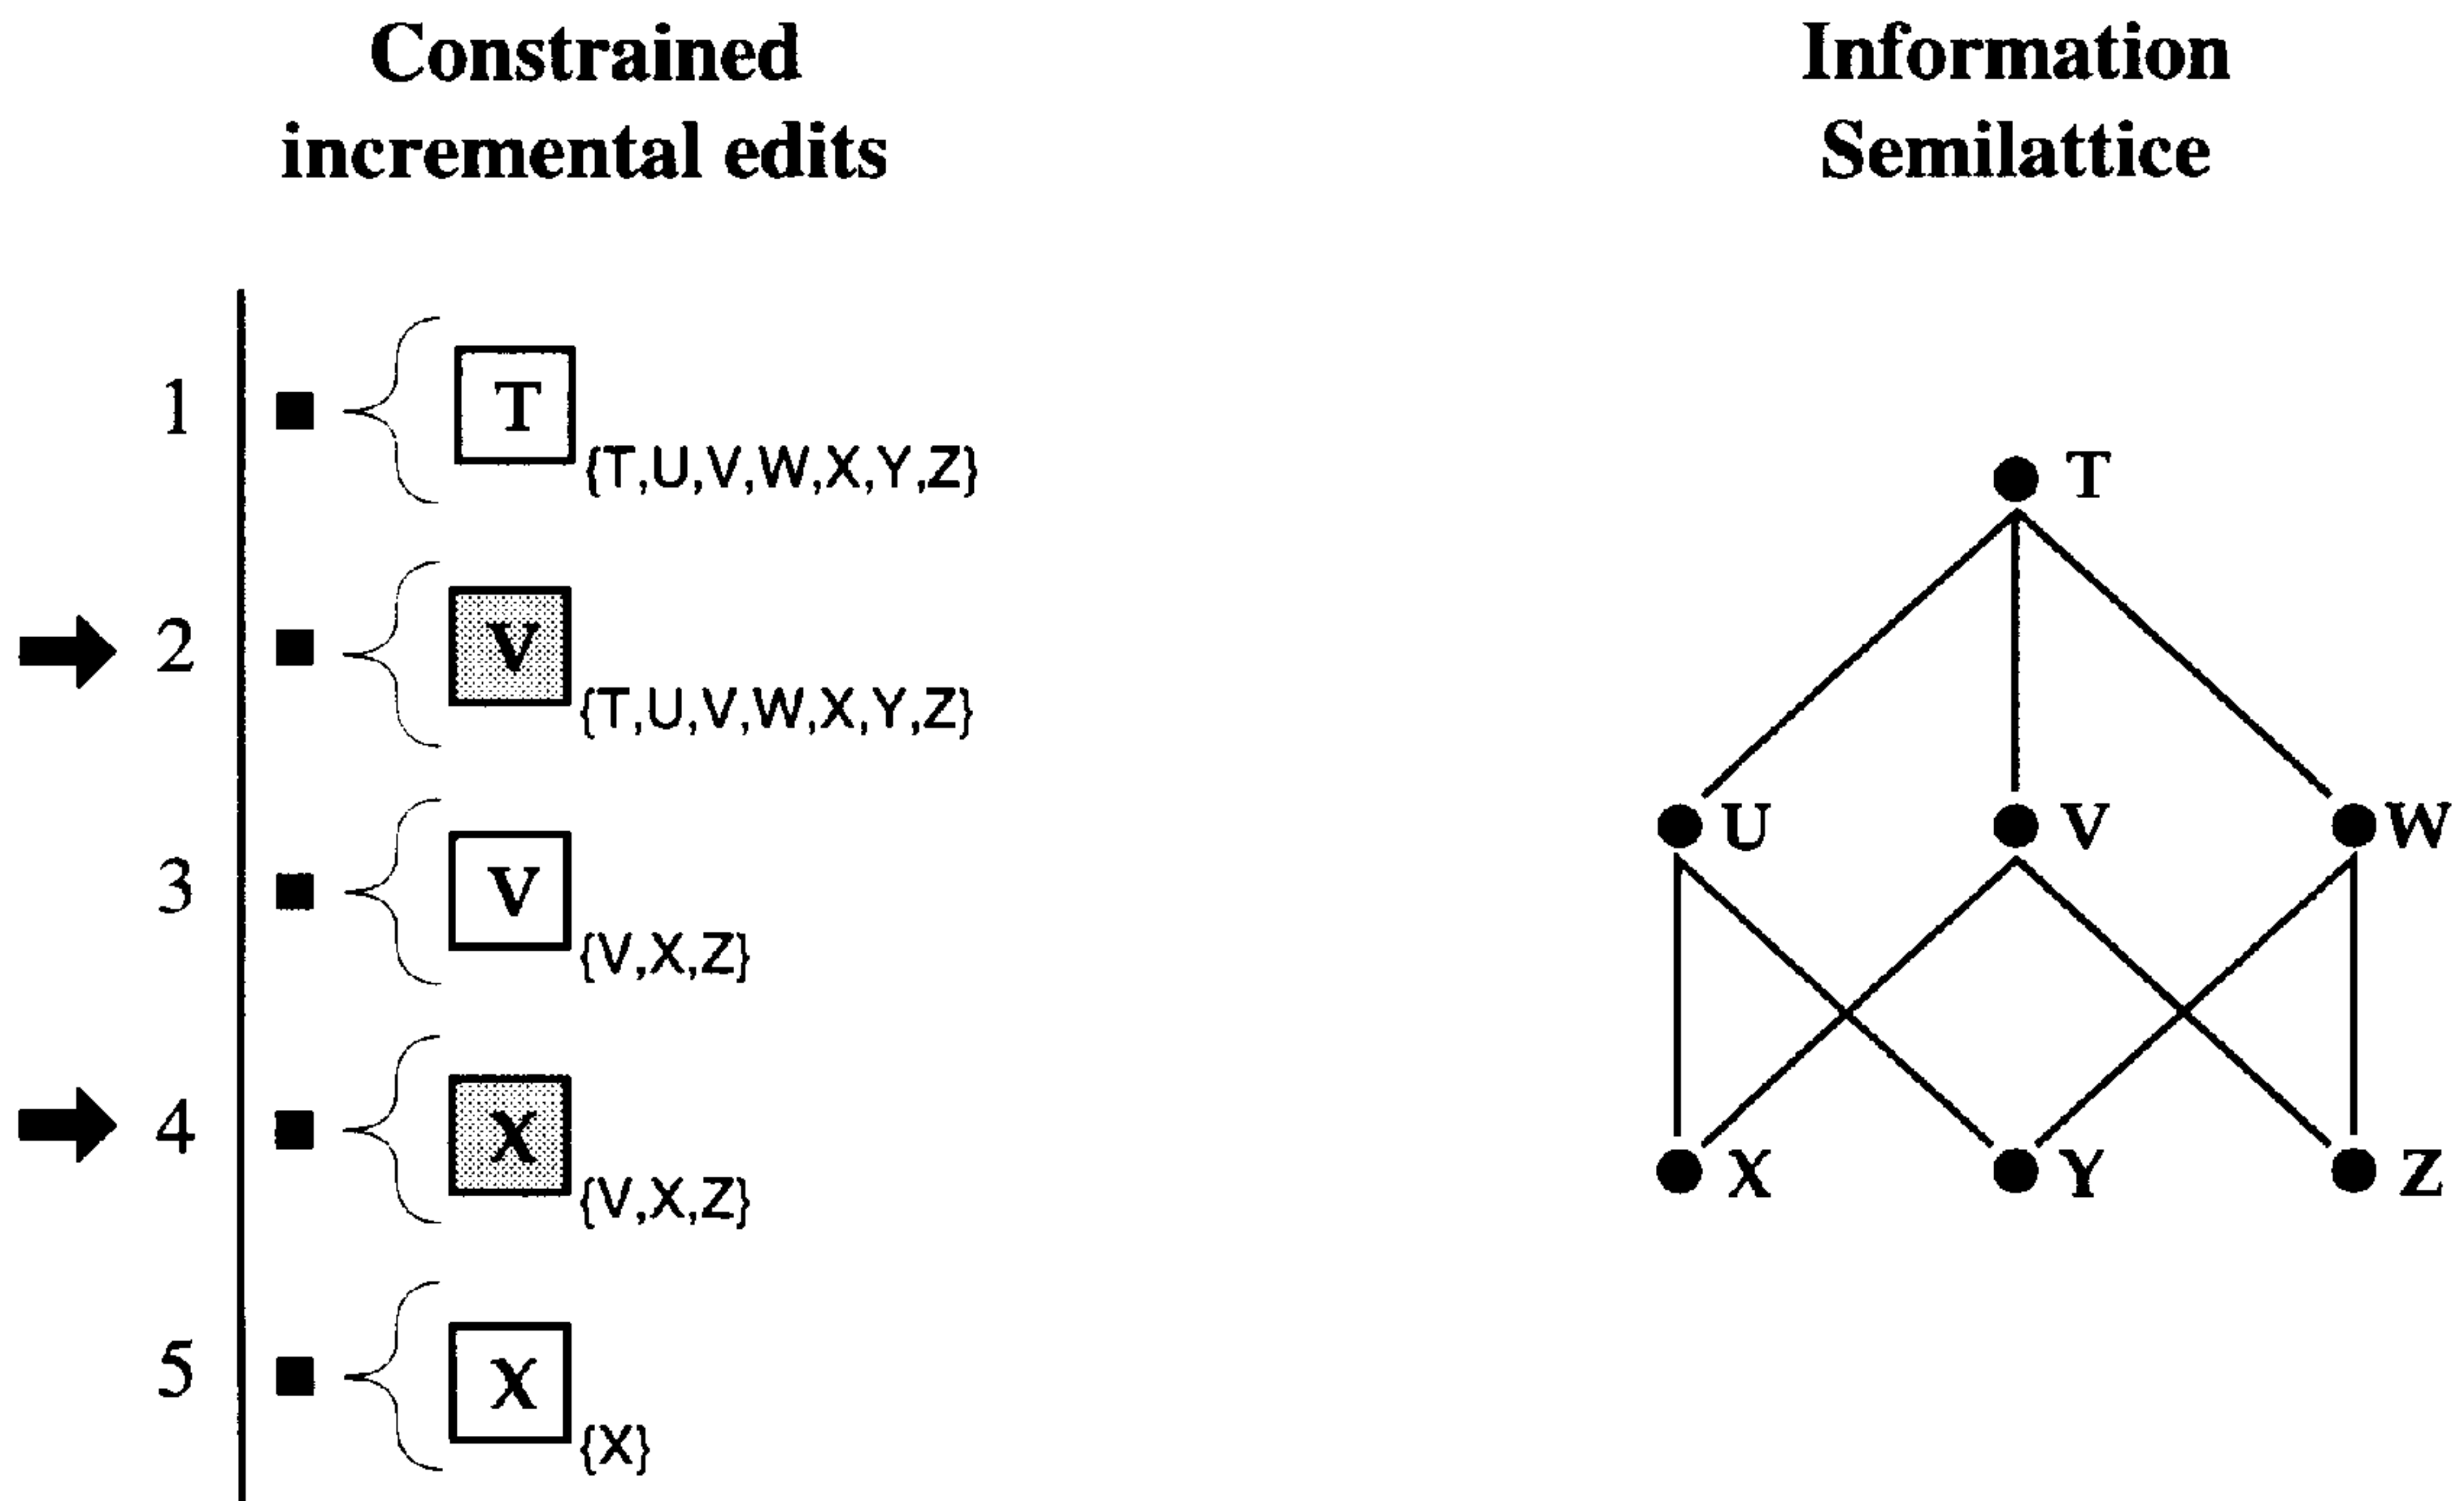 Constrained
incremental edits
Information
Semilattice
1
T
{T,U,V,W,X,Y,Z}
2
V
{T,U,V,W,X,Y,Z}
3
V
{V,X,Z}
4
X
{V,X,Z}
5
X
{X}
T
U V W
X Y Z